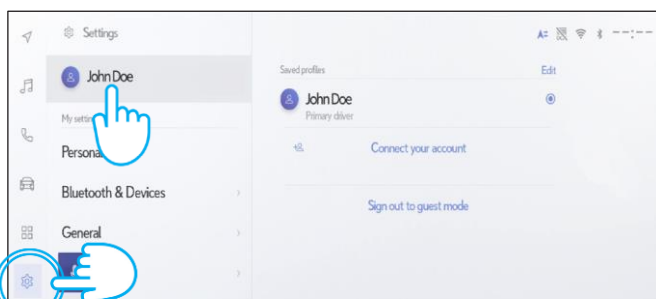 Settings
--:--
John Doe
My settin
Persona
Bluetooth & Devices
General
Saved profiles
Edit
John Doe
Primary driver
Connect your account
Sign out to guest mode